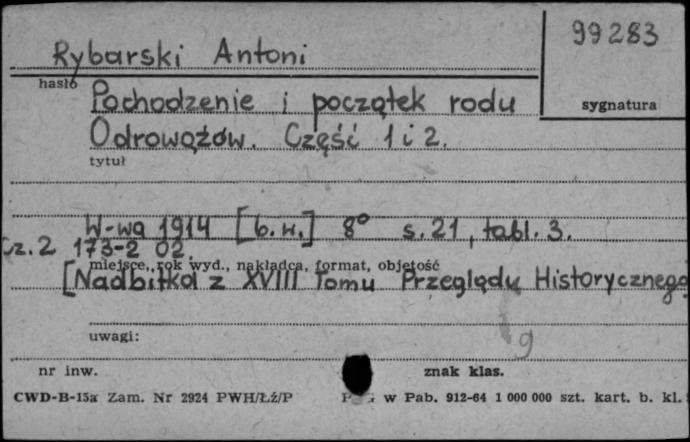 Rybarski Antoni
99283
hasło
sygnatura
Pochodzenie i początek rodu
Odrowążów. Część 1 i 2.
tytuł
W-wa 1914 [b.w.] 8° s. 21, tabl. 3.
cz. 2 173-202.
miejsce, rok wyd., nakładca, format, objętość
[Nadbitka z XVIII Tomu Przeglądu Historycznego
uwagi:
g
nr inw.
znak klas.
CWD-B-15a Zam. Nr 2924 PWH/Łź/P
w Pab. 912-64 1 000 000 szt. kart. b. kl.